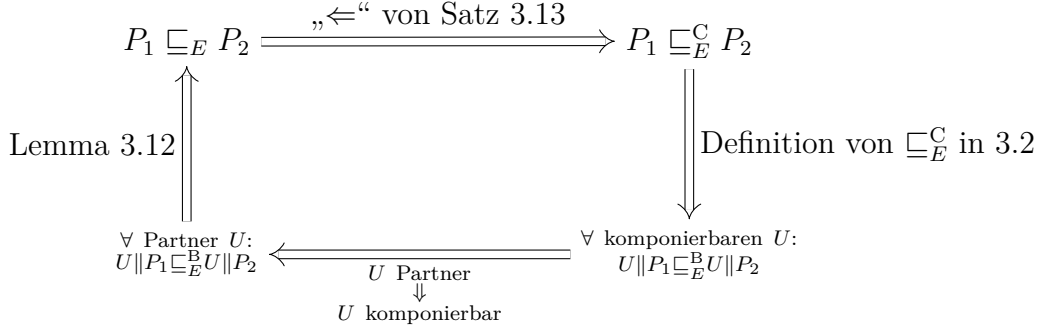 „⇐“ von Satz 3.13
P₁ ⊑_E P₂
P₁ ⊑_E^C P₂
Lemma 3.12
Definition von ⊑_E^C in 3.2
∀ Partner U:
U‖P₁⊑_E^B U‖P₂
∀ komponierbaren U:
U‖P₁⊑_E^B U‖P₂
U Partner
⇓
U komponierbar